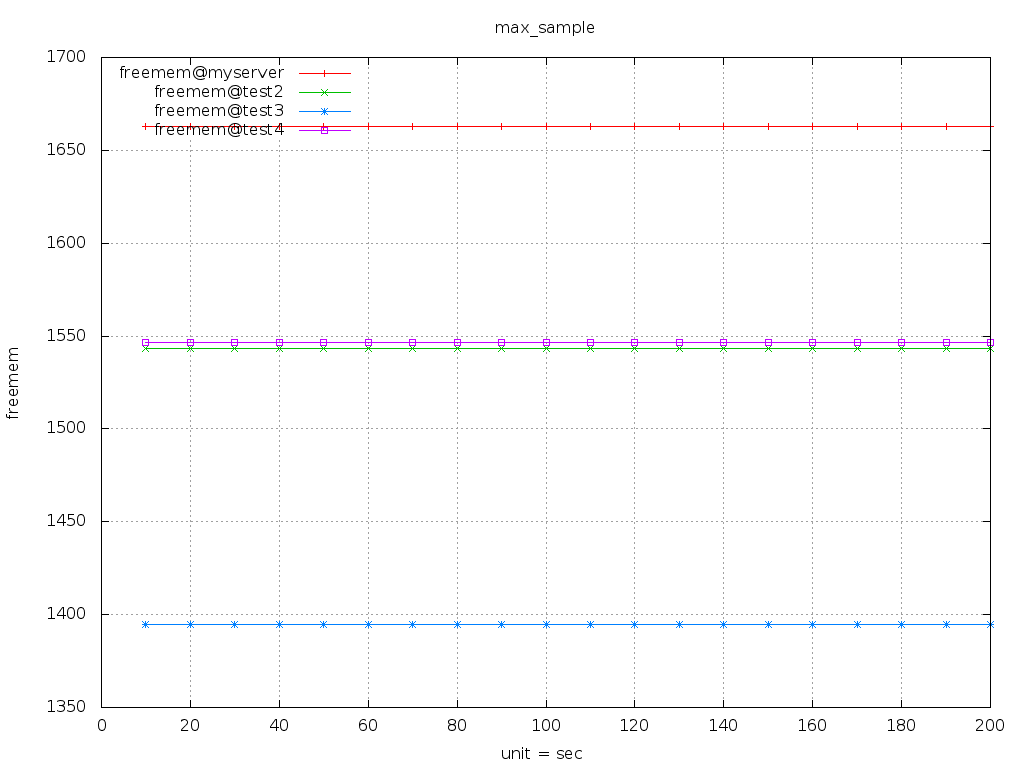 max_sample
1700
freemem@myserver
freemem@test2
freemem@test3
freemem@test4
1650
1600
1550
1500
1450
1400
1350
freemem
0 20 40 60 80 100 120 140 160 180 200
unit = sec